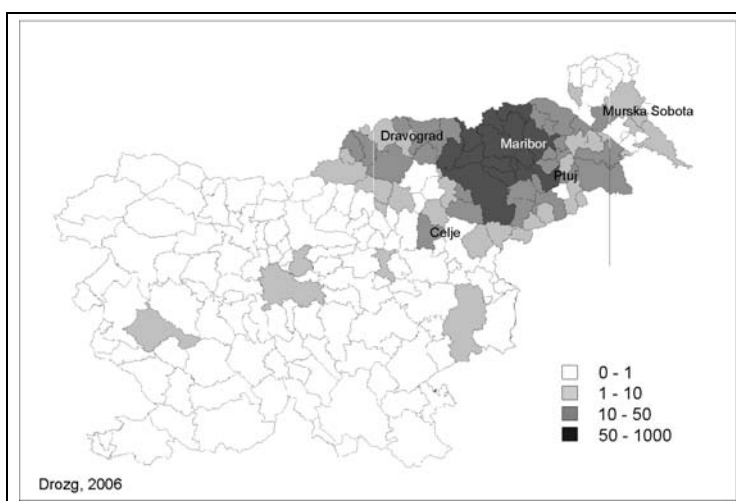 Murska Sobota
Dravograd
Maribor
Ptuj
Celje
0 - 1
1 - 10
10 - 50
50 - 1000
Drozg, 2006